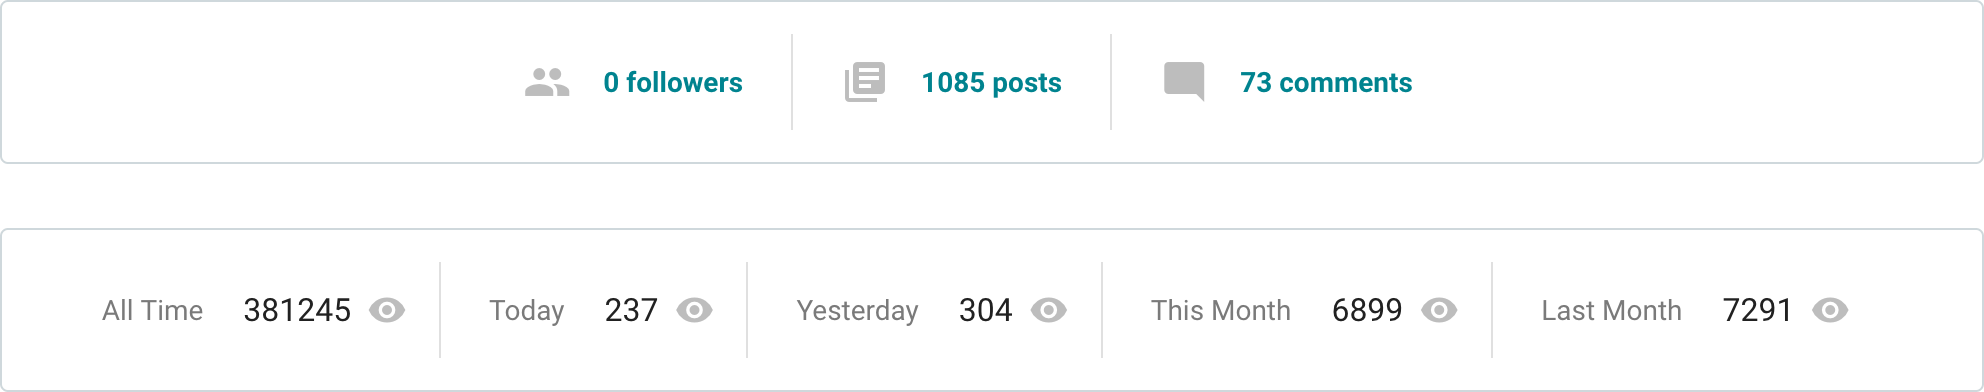 0 followers 1085 posts 73 comments
All Time 381245 Today 237 Yesterday 304 This Month 6899 Last Month 7291